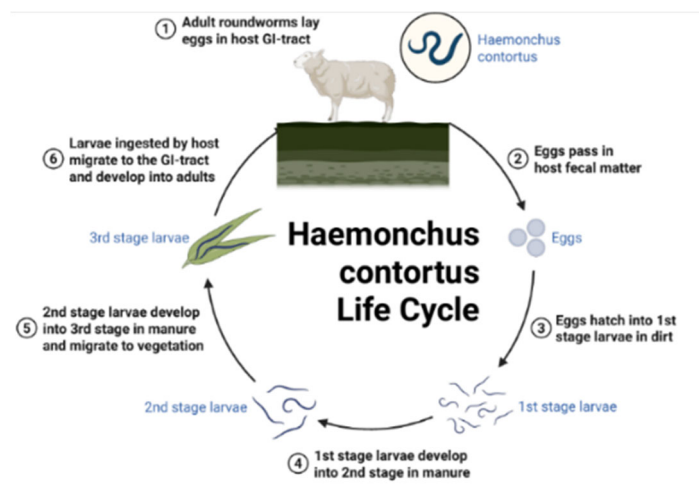 1 Adult roundworms lay
eggs in host GI-tract
Haemonchus
contortus
2 Eggs pass in
host fecal matter
Eggs
3 Eggs hatch into 1st
stage larvae in dirt
1st stage larvae
4 1st stage larvae develop
into 2nd stage in manure
2nd stage larvae
5 2nd stage larvae develop
into 3rd stage in manure
and migrate to vegetation
3rd stage larvae
6 Larvae ingested by host
migrate to the GI-tract
and develop into adults
Haemonchus
contortus
Life Cycle